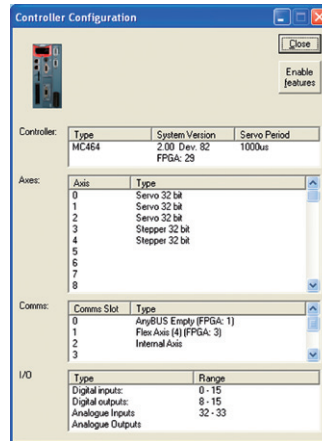 Controller Configuration
Close
Enable features
Controller:
Type System Version Servo Period
MC464 2.00 Dev. 82 1000us
FPGA: 29
Axes:
Axis Type
0 Servo 32 bit
1 Servo 32 bit
2 Servo 32 bit
3 Stepper 32 bit
4 Stepper 32 bit
5
6
7
8
Comms:
Comms Slot Type
0 AnyBUS Empty (FPGA: 1)
1 Flex Axis (4) (FPGA: 3)
2 Internal Axis
3
I/O
Type Range
Digital inputs: 0 - 15
Digital outputs: 8 - 15
Analogue Inputs 32 - 33
Analogue Outputs